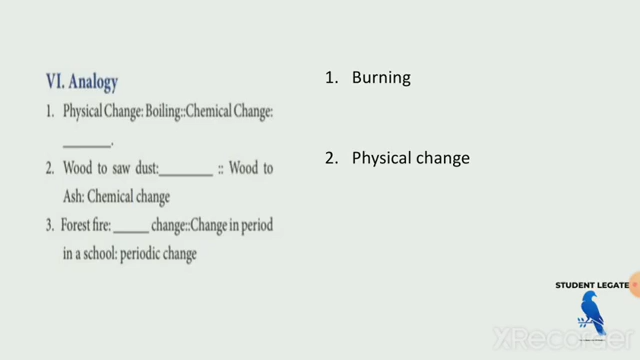 VI. Analogy
1. Physical Change: Boiling::Chemical Change:
________.
2. Wood to saw dust:________ :: Wood to
Ash: Chemical change
3. Forest fire: ______ change::Change in period
in a school: periodic change
1. Burning
2. Physical change
STUDENT LEGATE
XRecorder